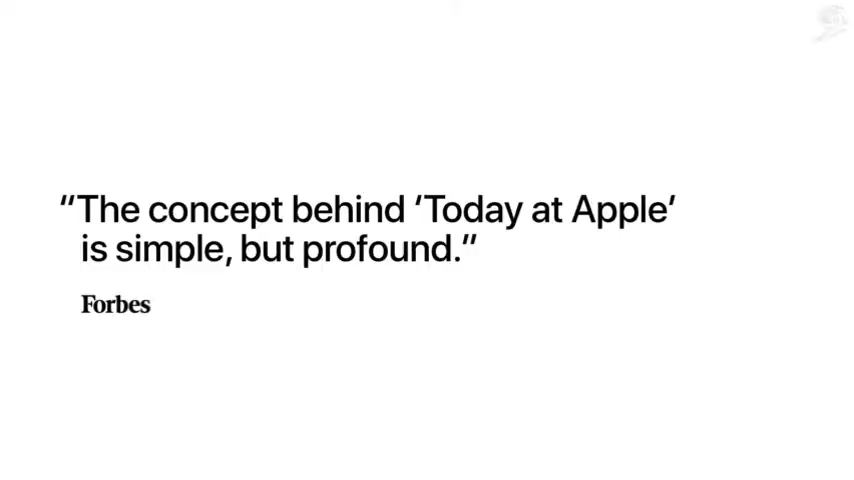 “The concept behind ‘Today at Apple’
is simple, but profound.”
Forbes